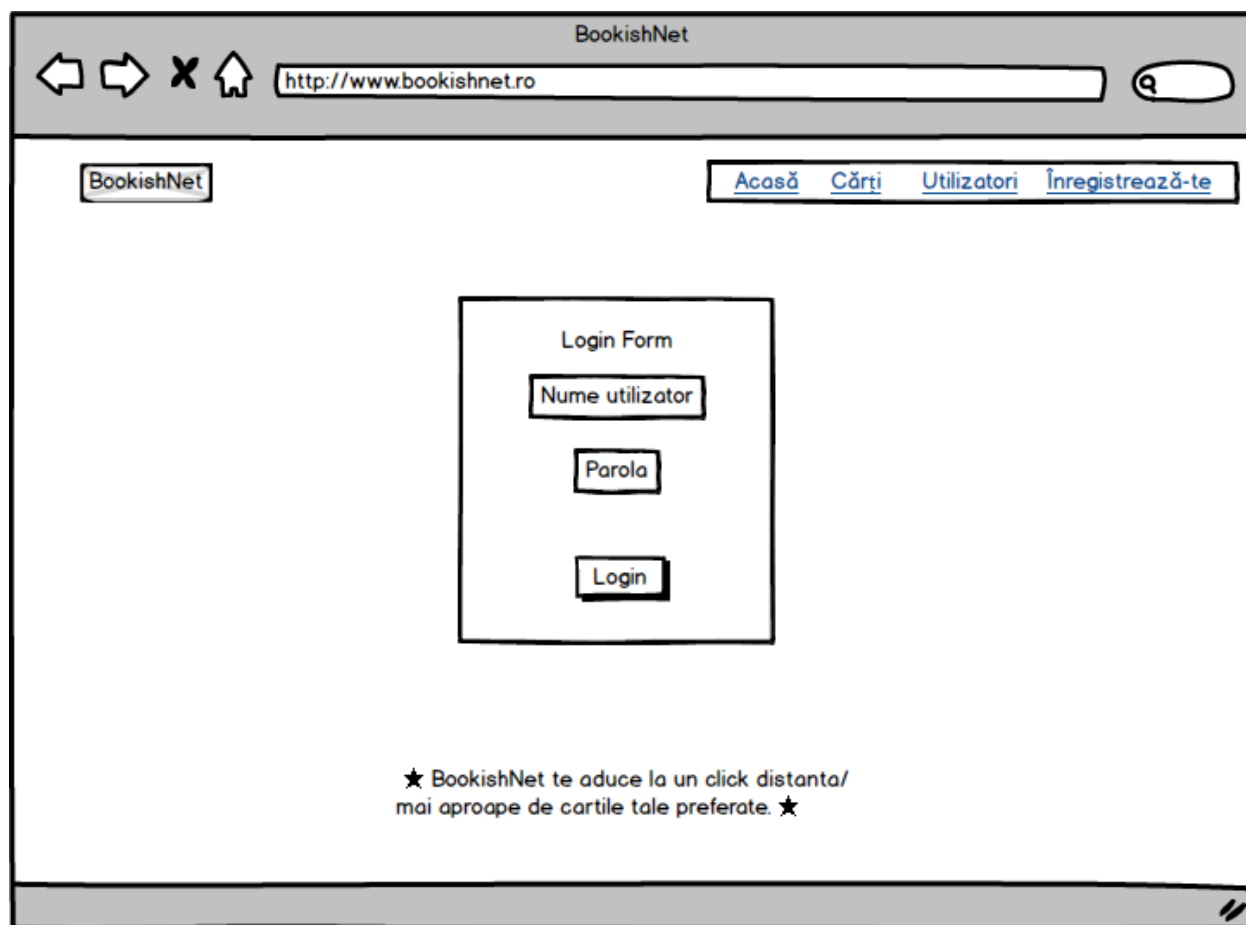 BookishNet
http://www.bookishnet.ro
BookishNet
Acasă Cărți Utilizatori Înregistrează-te
Login Form
Nume utilizator
Parola
Login
★ BookishNet te aduce la un click distanta/
mai aproape de cartile tale preferate. ★